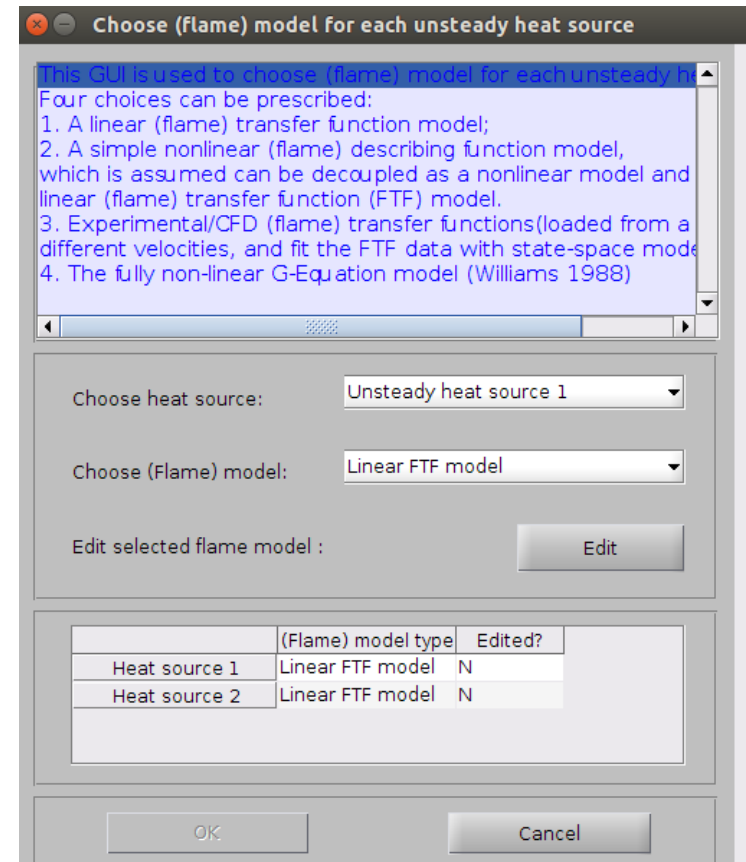 Choose (flame) model for each unsteady heat source
This GUI is used to choose (flame) model for each unsteady he
Four choices can be prescribed:
1. A linear (flame) transfer function model;
2. A simple nonlinear (flame) describing function model,
which is assumed can be decoupled as a nonlinear model and
linear (flame) transfer function (FTF) model.
3. Experimental/CFD (flame) transfer functions(loaded from a
different velocities, and fit the FTF data with state-space mode
4. The fully non-linear G-Equation model (Williams 1988)
Choose heat source: Unsteady heat source 1
Choose (Flame) model: Linear FTF model
Edit selected flame model : Edit
(Flame) model type Edited?
Heat source 1 Linear FTF model N
Heat source 2 Linear FTF model N
OK Cancel